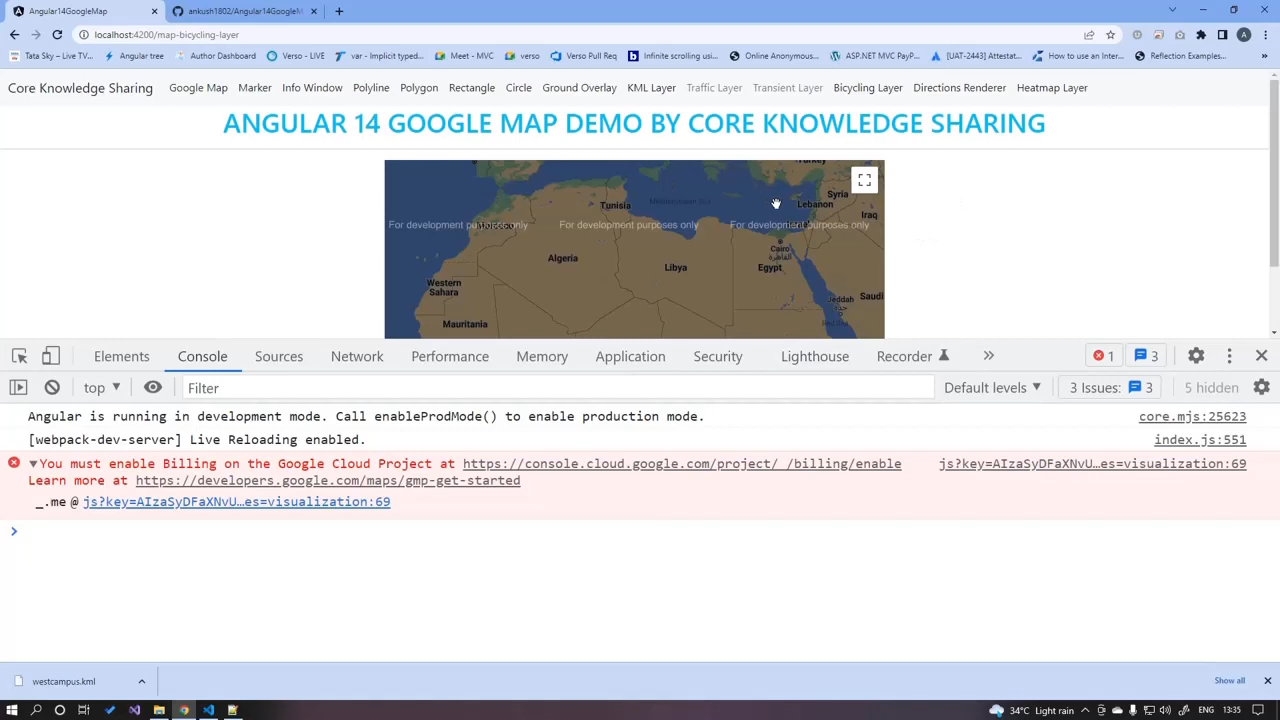 Angular14GoogleMap
ankush1802/Angular14GoogleM
localhost:4200/map-bicycling-layer
Tata Sky – Live TV... Angular tree Author Dashboard Verso - LIVE var - Implicit typed... Meet - MVC verso Verso Pull Req Infinite scrolling usi... Online Anonymous... ASP.NET MVC PayP... [UAT-2443] Attestat... How to use an Inter... Reflection Examples...
Core Knowledge Sharing Google Map Marker Info Window Polyline Polygon Rectangle Circle Ground Overlay KML Layer Traffic Layer Transient Layer Bicycling Layer Directions Renderer Heatmap Layer
ANGULAR 14 GOOGLE MAP DEMO BY CORE KNOWLEDGE SHARING
Turkey
Syria
Tunisia
Lebanon
Iraq
For development purposes only For development purposes only For development purposes only
Cairo
القاهرة
Algeria
Libya
Egypt
Western
Sahara
Jeddah
جدة
Saudi
Mauritania
Elements Console Sources Network Performance Memory Application Security Lighthouse Recorder 1 3
top Filter Default levels 3 Issues: 3 5 hidden
Angular is running in development mode. Call enableProdMode() to enable production mode. core.mjs:25623
[webpack-dev-server] Live Reloading enabled. index.js:551
You must enable Billing on the Google Cloud Project at https://console.cloud.google.com/project/_/billing/enable js?key=AIzaSyDFaXNvU…es=visualization:69
Learn more at https://developers.google.com/maps/gmp-get-started
_.me @ js?key=AIzaSyDFaXNvU…es=visualization:69
westcampus.kml Show all
34°C Light rain ENG 13:35